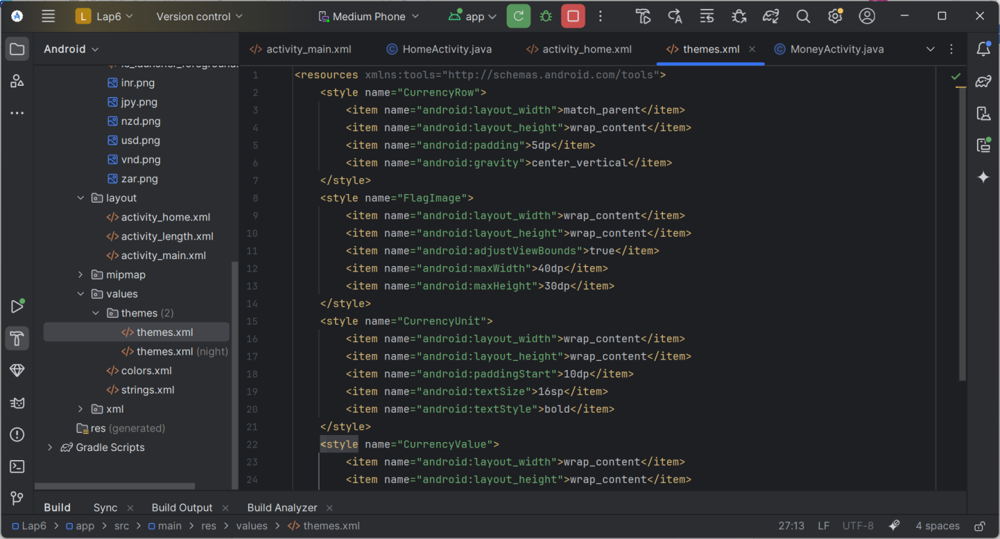 L Lap6 Version control Medium Phone app
Android
activity_main.xml HomeActivity.java activity_home.xml themes.xml MoneyActivity.java
inr.png
jpy.png
nzd.png
usd.png
vnd.png
zar.png
layout
activity_home.xml
activity_length.xml
activity_main.xml
mipmap
values
themes (2)
themes.xml
themes.xml (night)
colors.xml
strings.xml
xml
res (generated)
Gradle Scripts
1 <resources xmlns:tools="http://schemas.android.com/tools">
2 <style name="CurrencyRow">
3 <item name="android:layout_width">match_parent</item>
4 <item name="android:layout_height">wrap_content</item>
5 <item name="android:padding">5dp</item>
6 <item name="android:gravity">center_vertical</item>
7 </style>
8 <style name="FlagImage">
9 <item name="android:layout_width">wrap_content</item>
10 <item name="android:layout_height">wrap_content</item>
11 <item name="android:adjustViewBounds">true</item>
12 <item name="android:maxWidth">40dp</item>
13 <item name="android:maxHeight">30dp</item>
14 </style>
15 <style name="CurrencyUnit">
16 <item name="android:layout_width">wrap_content</item>
17 <item name="android:layout_height">wrap_content</item>
18 <item name="android:paddingStart">10dp</item>
19 <item name="android:textSize">16sp</item>
20 <item name="android:textStyle">bold</item>
21 </style>
22 <style name="CurrencyValue">
23 <item name="android:layout_width">wrap_content</item>
24 <item name="android:layout_height">wrap_content</item>
Build Sync Build Output Build Analyzer
Lap6 > app > src > main > res > values > themes.xml 27:13 LF UTF-8 4 spaces